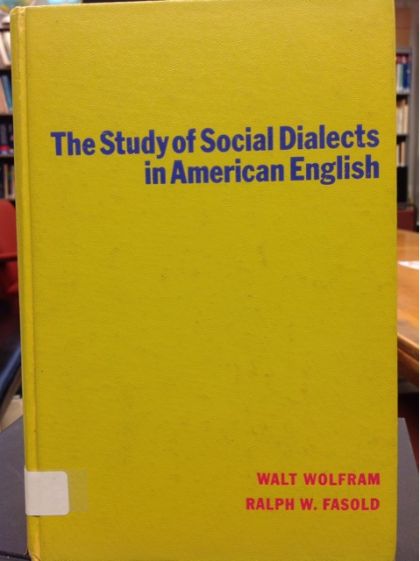 The Study of Social Dialects
in American English
WALT WOLFRAM
RALPH W. FASOLD